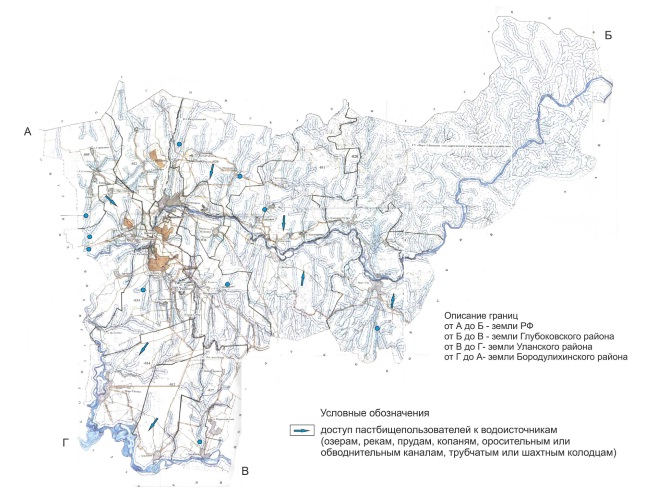 Б
А
Описание границ
от А до Б - земли РФ
от Б до В - земли Глубоковского района
от В до Г- земли Уланского района
от Г до А- земли Бородулихинского района
Условные обозначения
доступ пастбищепользователей к водоисточникам
(озерам, рекам, прудам, копаням, оросительным или
обводнительным каналам, трубчатым или шахтным колодцам)
Г
В